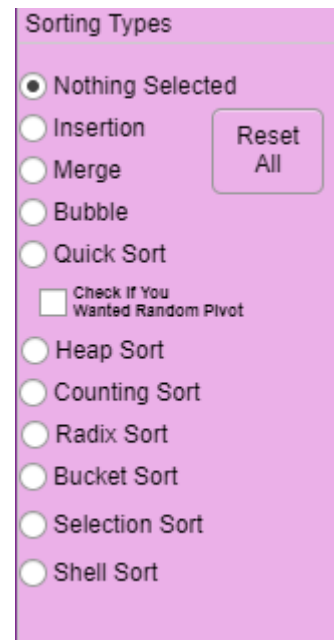 Sorting Types
Nothing Selected
Insertion
Reset
All
Merge
Bubble
Quick Sort
Check If You
Wanted Random Pivot
Heap Sort
Counting Sort
Radix Sort
Bucket Sort
Selection Sort
Shell Sort